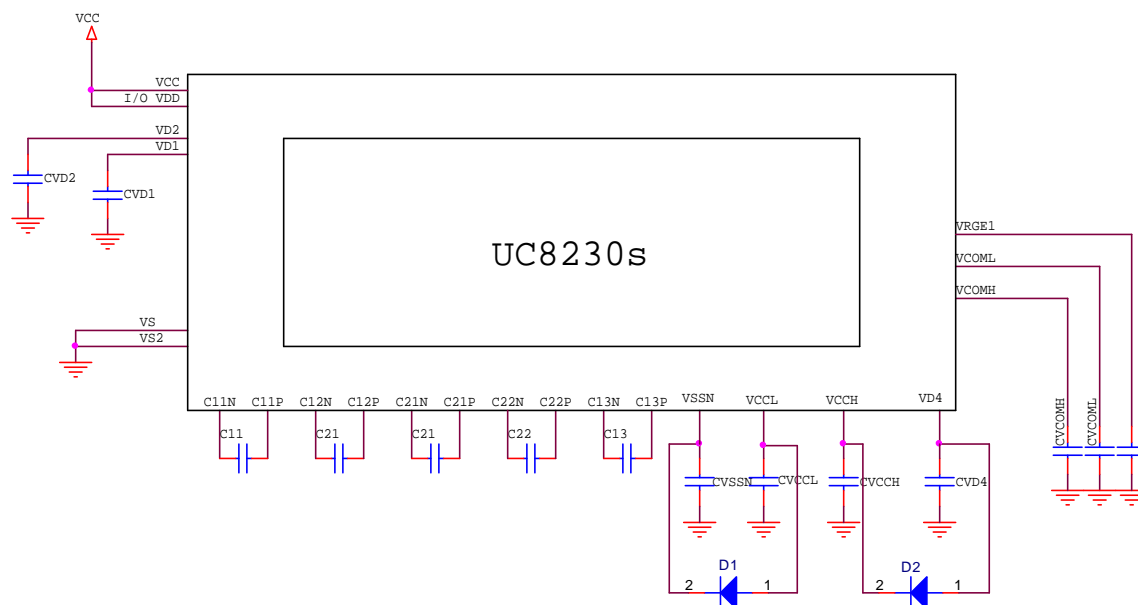 VCC
VCC
I/O VDD
VD2
VD1
CVD2
CVD1
UC8230s
VRGE1
VCOML
VCOMH
VS
VS2
C11N C11P C12N C12P C21N C21P C22N C22P C13N C13P VSSN VCCL VCCH VD4
C11 C21 C21 C22 C13
CVCOMH
CVCOML
CVSSN CVCCL CVCCH CVD4
D1 D2
2 1 2 1